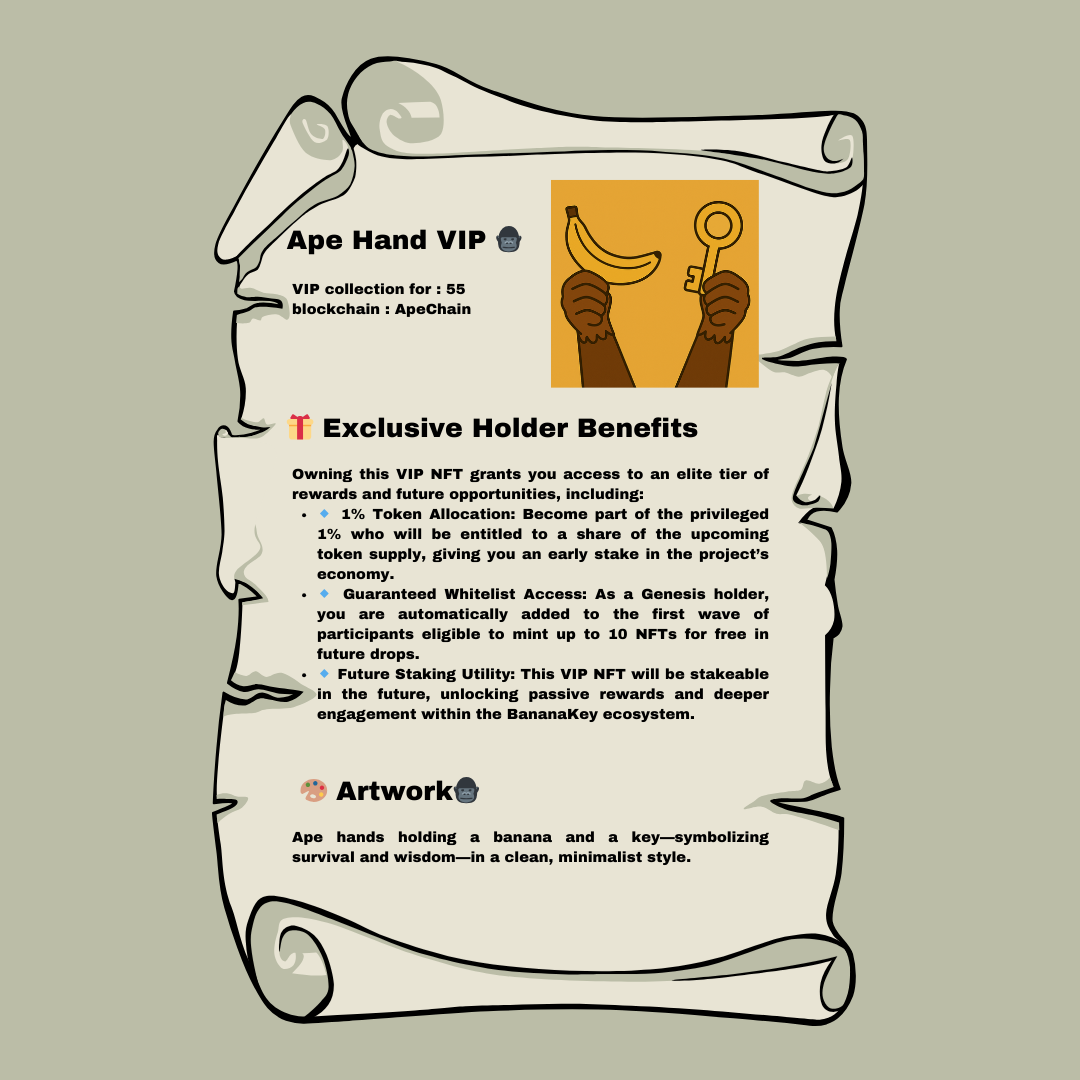 Ape Hand VIP 🦍
VIP collection for : 55
blockchain : ApeChain
🎁 Exclusive Holder Benefits
Owning this VIP NFT grants you access to an elite tier of
rewards and future opportunities, including:
• 🔹 1% Token Allocation: Become part of the privileged
1% who will be entitled to a share of the upcoming
token supply, giving you an early stake in the project’s
economy.
• 🔹 Guaranteed Whitelist Access: As a Genesis holder,
you are automatically added to the first wave of
participants eligible to mint up to 10 NFTs for free in
future drops.
• 🔹 Future Staking Utility: This VIP NFT will be stakeable
in the future, unlocking passive rewards and deeper
engagement within the BananaKey ecosystem.
🎨 Artwork🦍
Ape hands holding a banana and a key—symbolizing
survival and wisdom—in a clean, minimalist style.